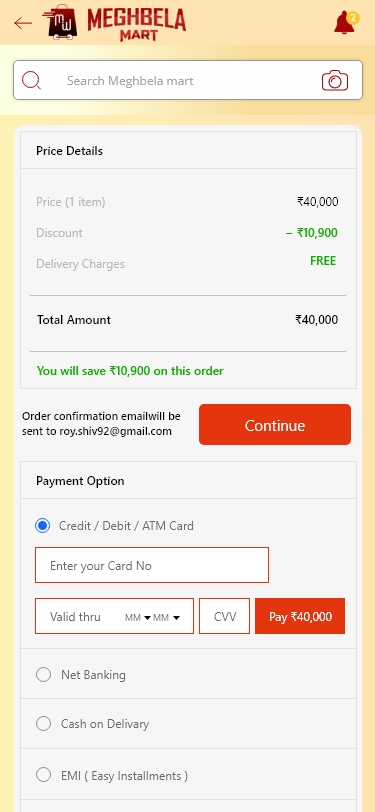 MW
MEGHBELA
MART
2
Search Meghbela mart
Price Details
Price (1 item) ₹40,000
Discount – ₹10,900
Delivery Charges FREE
Total Amount ₹40,000
You will save ₹10,900 on this order
Order confirmation emailwill be
sent to roy.shiv92@gmail.com
Continue
Payment Option
Credit / Debit / ATM Card
Enter your Card No
Valid thru MM MM CVV Pay ₹40,000
Net Banking
Cash on Delivary
EMI ( Easy Installments )